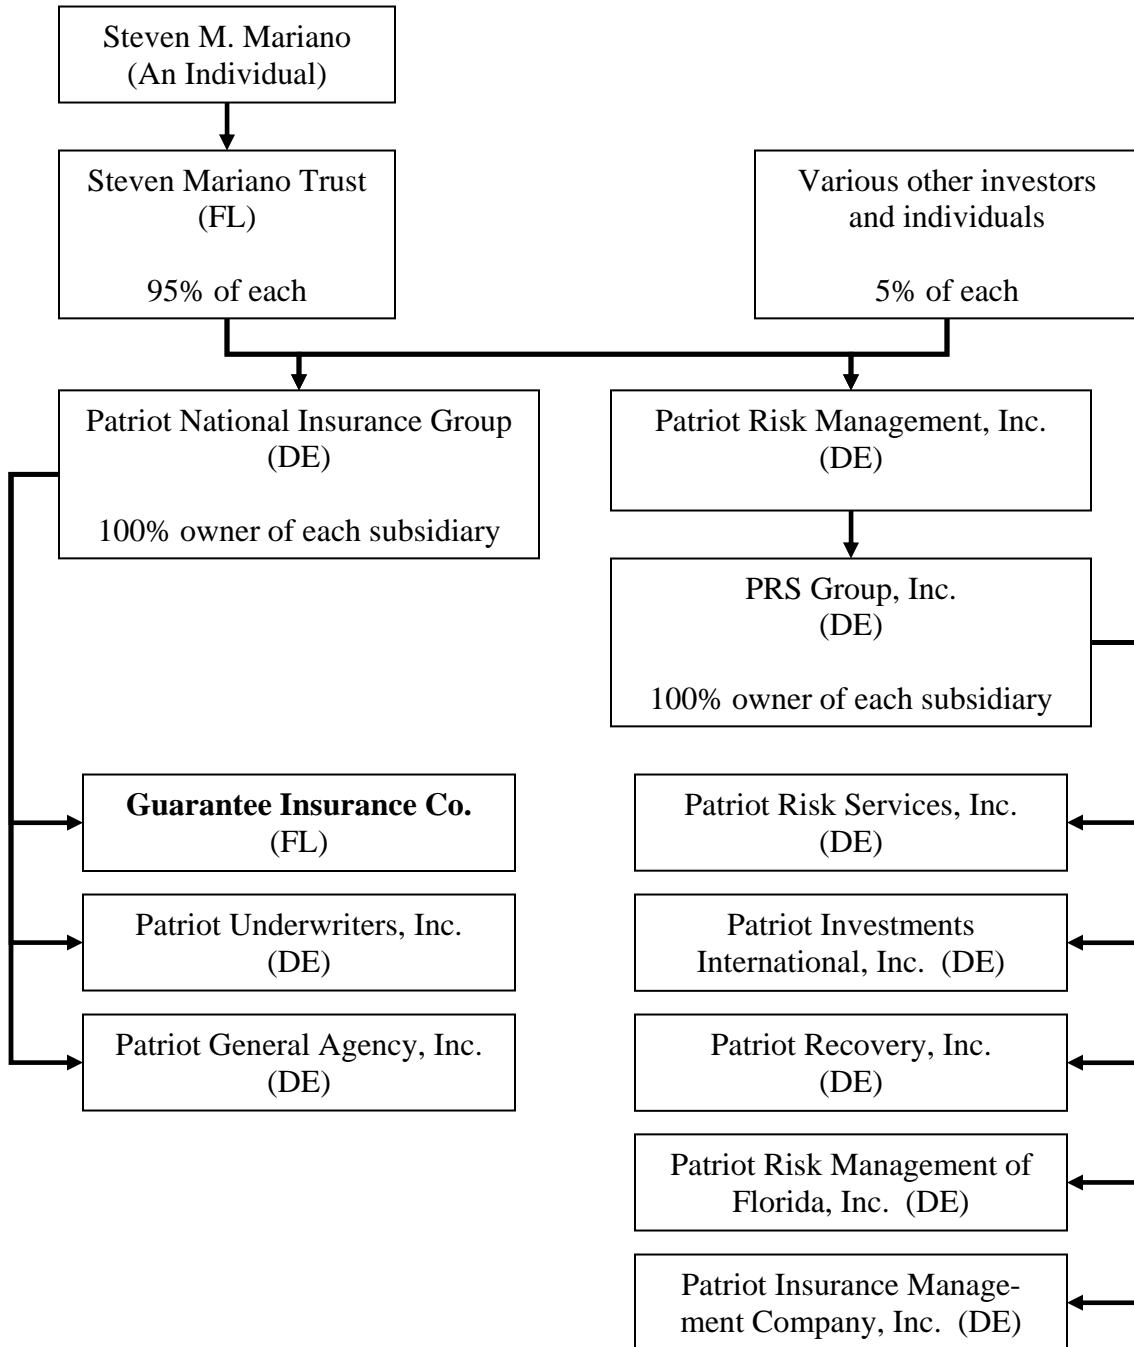 Steven M. Mariano
(An Individual)
Steven Mariano Trust
(FL)
95% of each
Various other investors
and individuals
5% of each
Patriot National Insurance Group
(DE)
100% owner of each subsidiary
Patriot Risk Management, Inc.
(DE)
PRS Group, Inc.
(DE)
100% owner of each subsidiary
Guarantee Insurance Co.
(FL)
Patriot Underwriters, Inc.
(DE)
Patriot General Agency, Inc.
(DE)
Patriot Risk Services, Inc.
(DE)
Patriot Investments
International, Inc.  (DE)
Patriot Recovery, Inc.
(DE)
Patriot Risk Management of
Florida, Inc.  (DE)
Patriot Insurance Manage-
ment Company, Inc.  (DE)